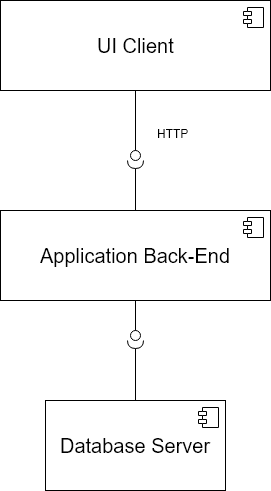 UI Client
HTTP
Application Back-End
Database Server